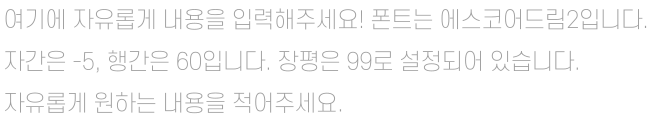 여기에 자유롭게 내용을 입력해주세요! 폰트는 에스코어드림2입니다.
자간은 -5, 행간은 60입니다. 장평은 99로 설정되어 있습니다.
자유롭게 원하는 내용을 적어주세요.